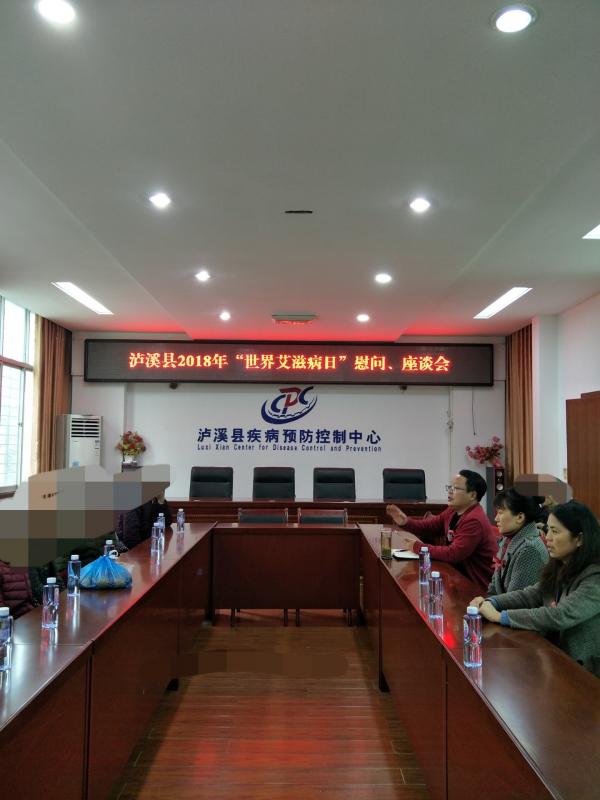 泸溪县2018年“世界艾滋病日”慰问、座谈会
CDC
泸溪县疾病预防控制中心
Luxi Xian Center for Disease Control and Prevention